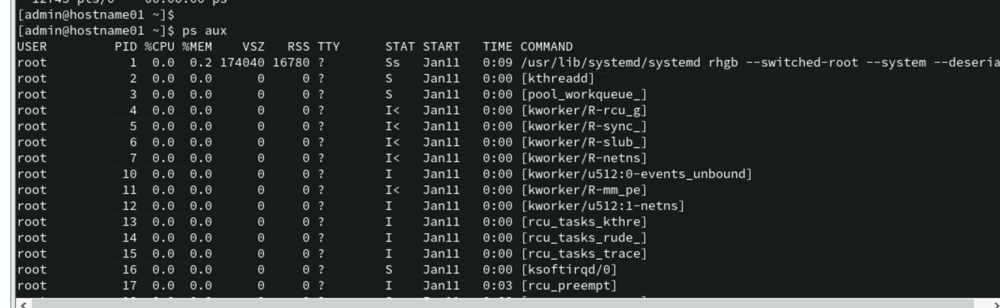 12743 pts/0    00:00:00 ps
[admin@hostname01 ~]$
[admin@hostname01 ~]$ ps aux
USER         PID %CPU %MEM    VSZ   RSS TTY      STAT START   TIME COMMAND
root           1  0.0  0.2 174040 16780 ?        Ss   Jan11   0:09 /usr/lib/systemd/systemd rhgb --switched-root --system --deseria
root           2  0.0  0.0      0     0 ?        S    Jan11   0:00 [kthreadd]
root           3  0.0  0.0      0     0 ?        S    Jan11   0:00 [pool_workqueue_]
root           4  0.0  0.0      0     0 ?        I<   Jan11   0:00 [kworker/R-rcu_g]
root           5  0.0  0.0      0     0 ?        I<   Jan11   0:00 [kworker/R-sync_]
root           6  0.0  0.0      0     0 ?        I<   Jan11   0:00 [kworker/R-slub_]
root           7  0.0  0.0      0     0 ?        I<   Jan11   0:00 [kworker/R-netns]
root          10  0.0  0.0      0     0 ?        I    Jan11   0:00 [kworker/u512:0-events_unbound]
root          11  0.0  0.0      0     0 ?        I<   Jan11   0:00 [kworker/R-mm_pe]
root          12  0.0  0.0      0     0 ?        I    Jan11   0:00 [kworker/u512:1-netns]
root          13  0.0  0.0      0     0 ?        I    Jan11   0:00 [rcu_tasks_kthre]
root          14  0.0  0.0      0     0 ?        I    Jan11   0:00 [rcu_tasks_rude_]
root          15  0.0  0.0      0     0 ?        I    Jan11   0:00 [rcu_tasks_trace]
root          16  0.0  0.0      0     0 ?        S    Jan11   0:00 [ksoftirqd/0]
root          17  0.0  0.0      0     0 ?        I    Jan11   0:03 [rcu_preempt]